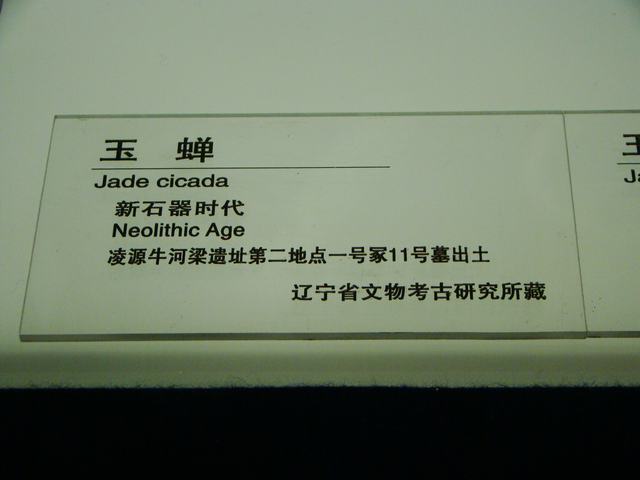 玉 蝉
Jade cicada
新石器时代
Neolithic Age
凌源牛河梁遗址第二地点一号冢11号墓出土
辽宁省文物考古研究所藏